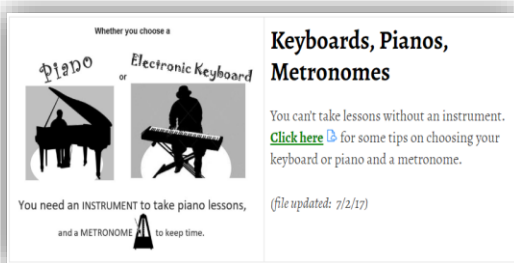 Whether you choose a
Piano
or
Electronic Keyboard
You need an INSTRUMENT to take piano lessons,
and a METRONOME to keep time.
Keyboards, Pianos,
Metronomes
You can't take lessons without an instrument.
Click here for some tips on choosing your
keyboard or piano and a metronome.
(file updated: 7/2/17)